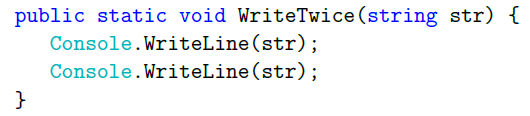 public static void WriteTwice(string str) {
   Console.WriteLine(str);
   Console.WriteLine(str);
}